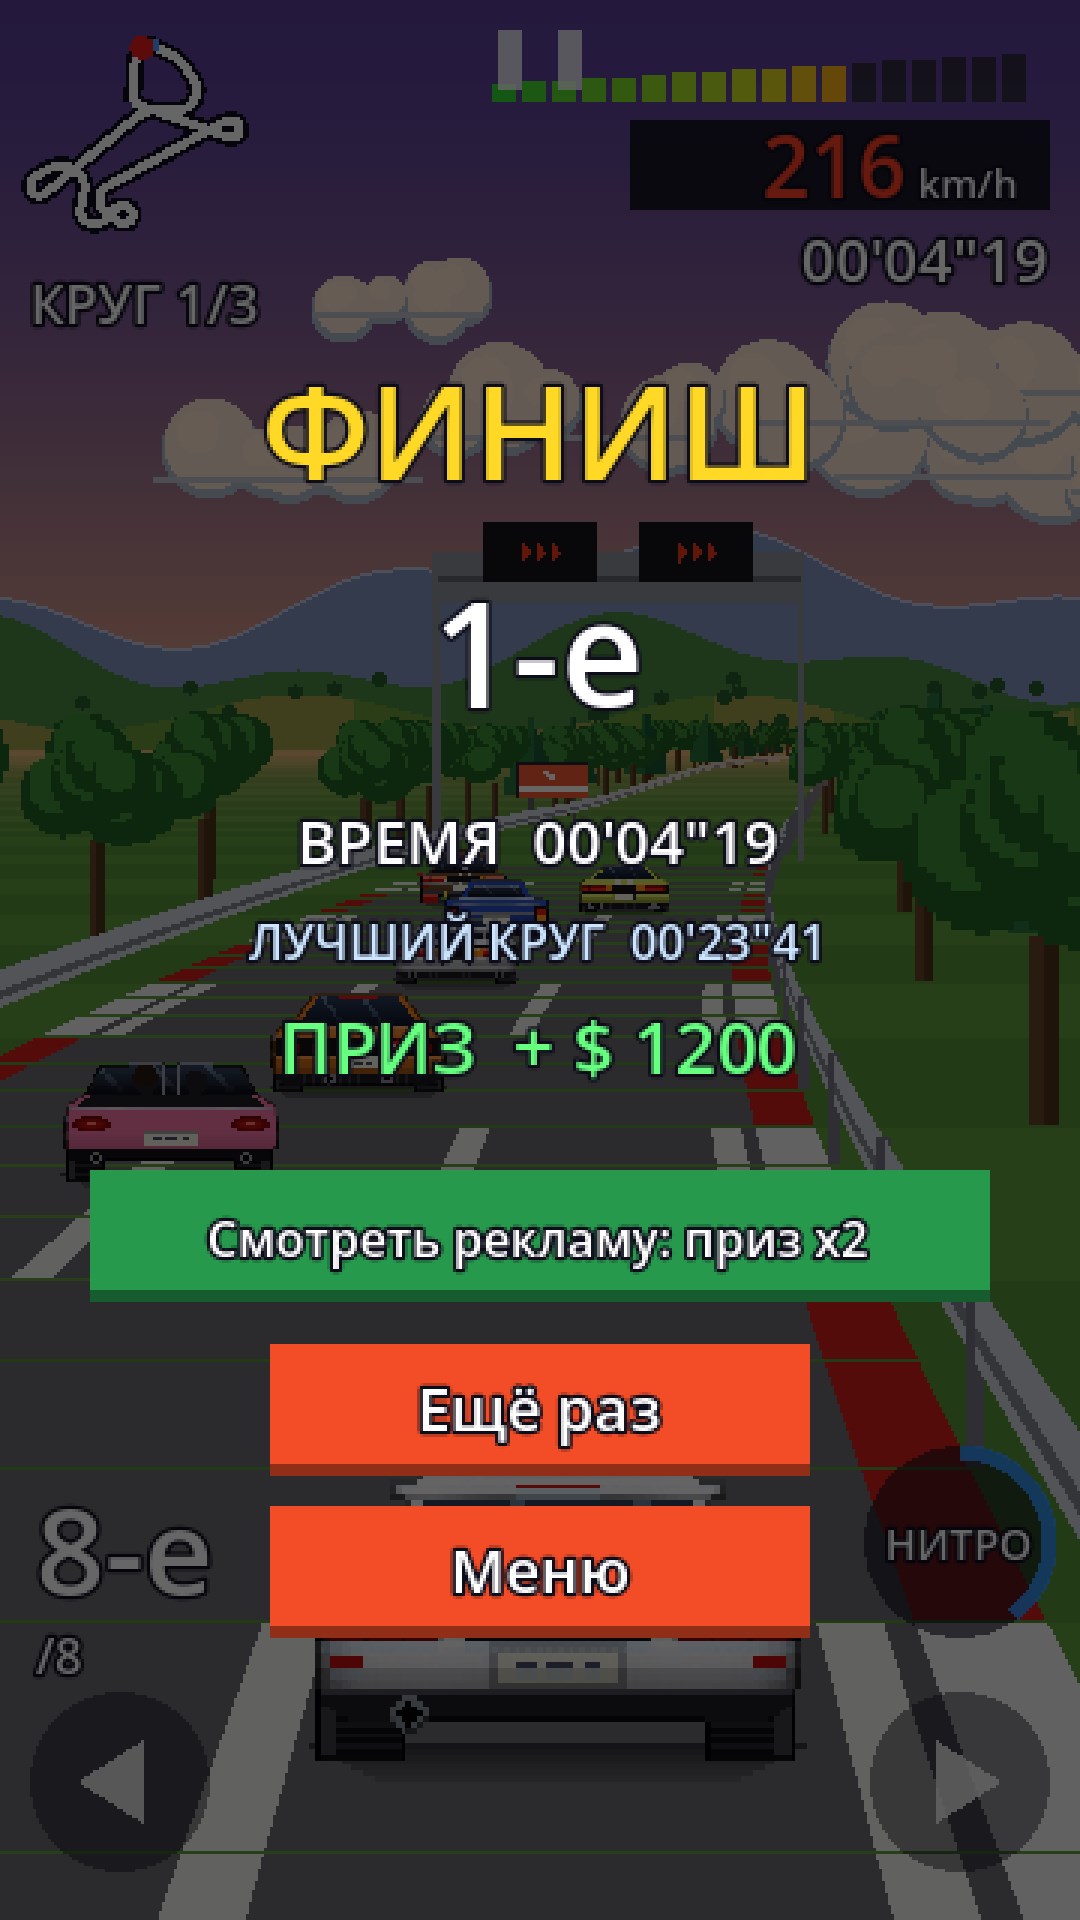 216 km/h
00'04"19
КРУГ 1/3
ФИНИШ
1-е
ВРЕМЯ 00'04"19
ЛУЧШИЙ КРУГ 00'23"41
ПРИЗ + $ 1200
Смотреть рекламу: приз x2
Ещё раз
Меню
8-е
/8
НИТРО